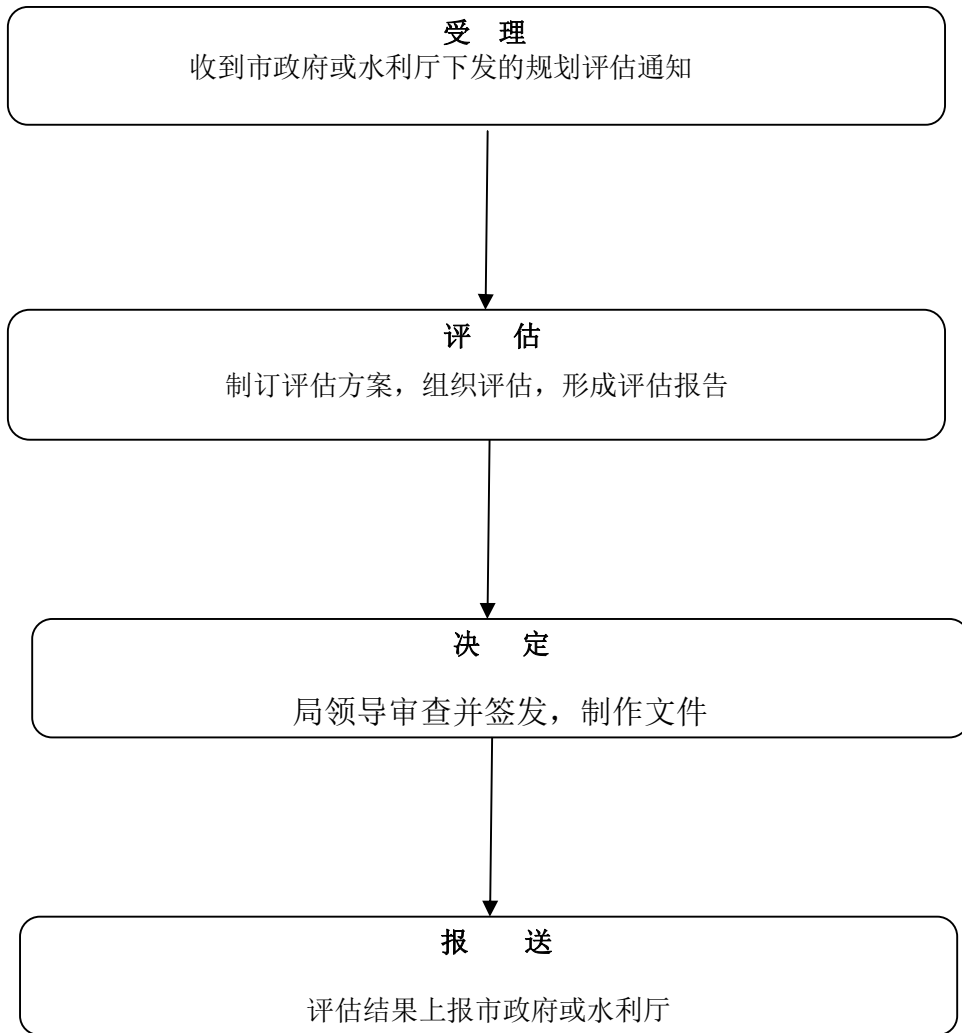 受 理
收到市政府或水利厅下发的规划评估通知
评 估
制订评估方案，组织评估，形成评估报告
决 定
局领导审查并签发，制作文件
报 送
评估结果上报市政府或水利厅